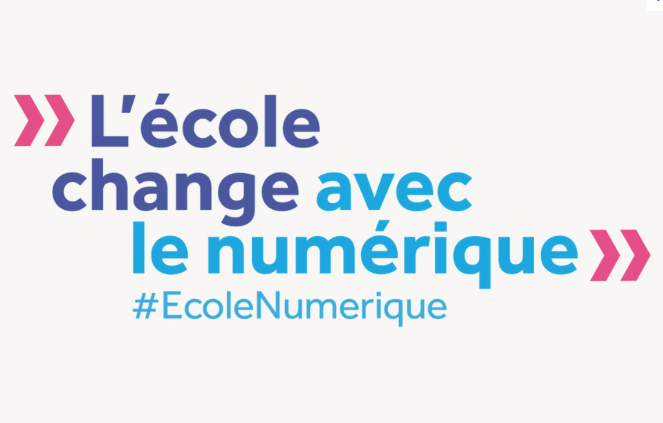 » L'école
change avec
le numérique »
#EcoleNumerique